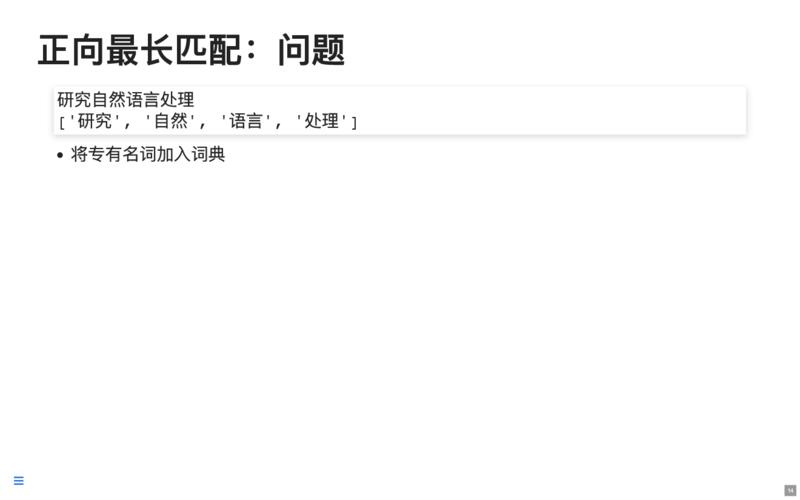 正向最长匹配：问题
研究自然语言处理
['研究', '自然', '语言', '处理']
• 将专有名词加入词典
14